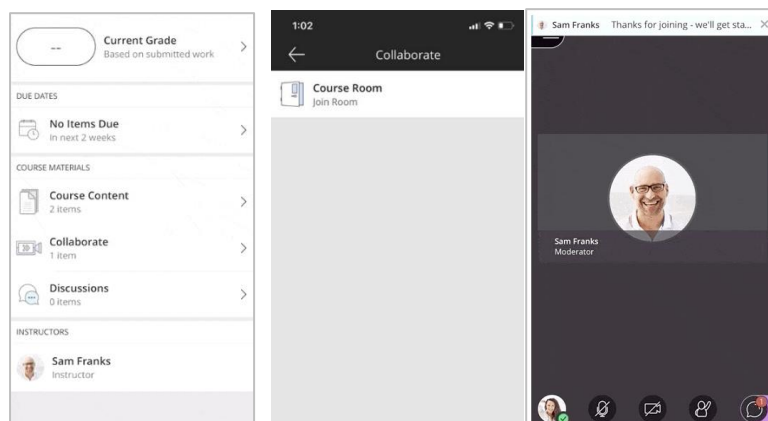 --
Current Grade
Based on submitted work
DUE DATES
No Items Due
In next 2 weeks
COURSE MATERIALS
Course Content
2 items
Collaborate
1 item
Discussions
0 items
INSTRUCTORS
Sam Franks
Instructor
1:02
Collaborate
Course Room
Join Room
Sam Franks Thanks for joining - we'll get sta...
Sam Franks
Moderator
1